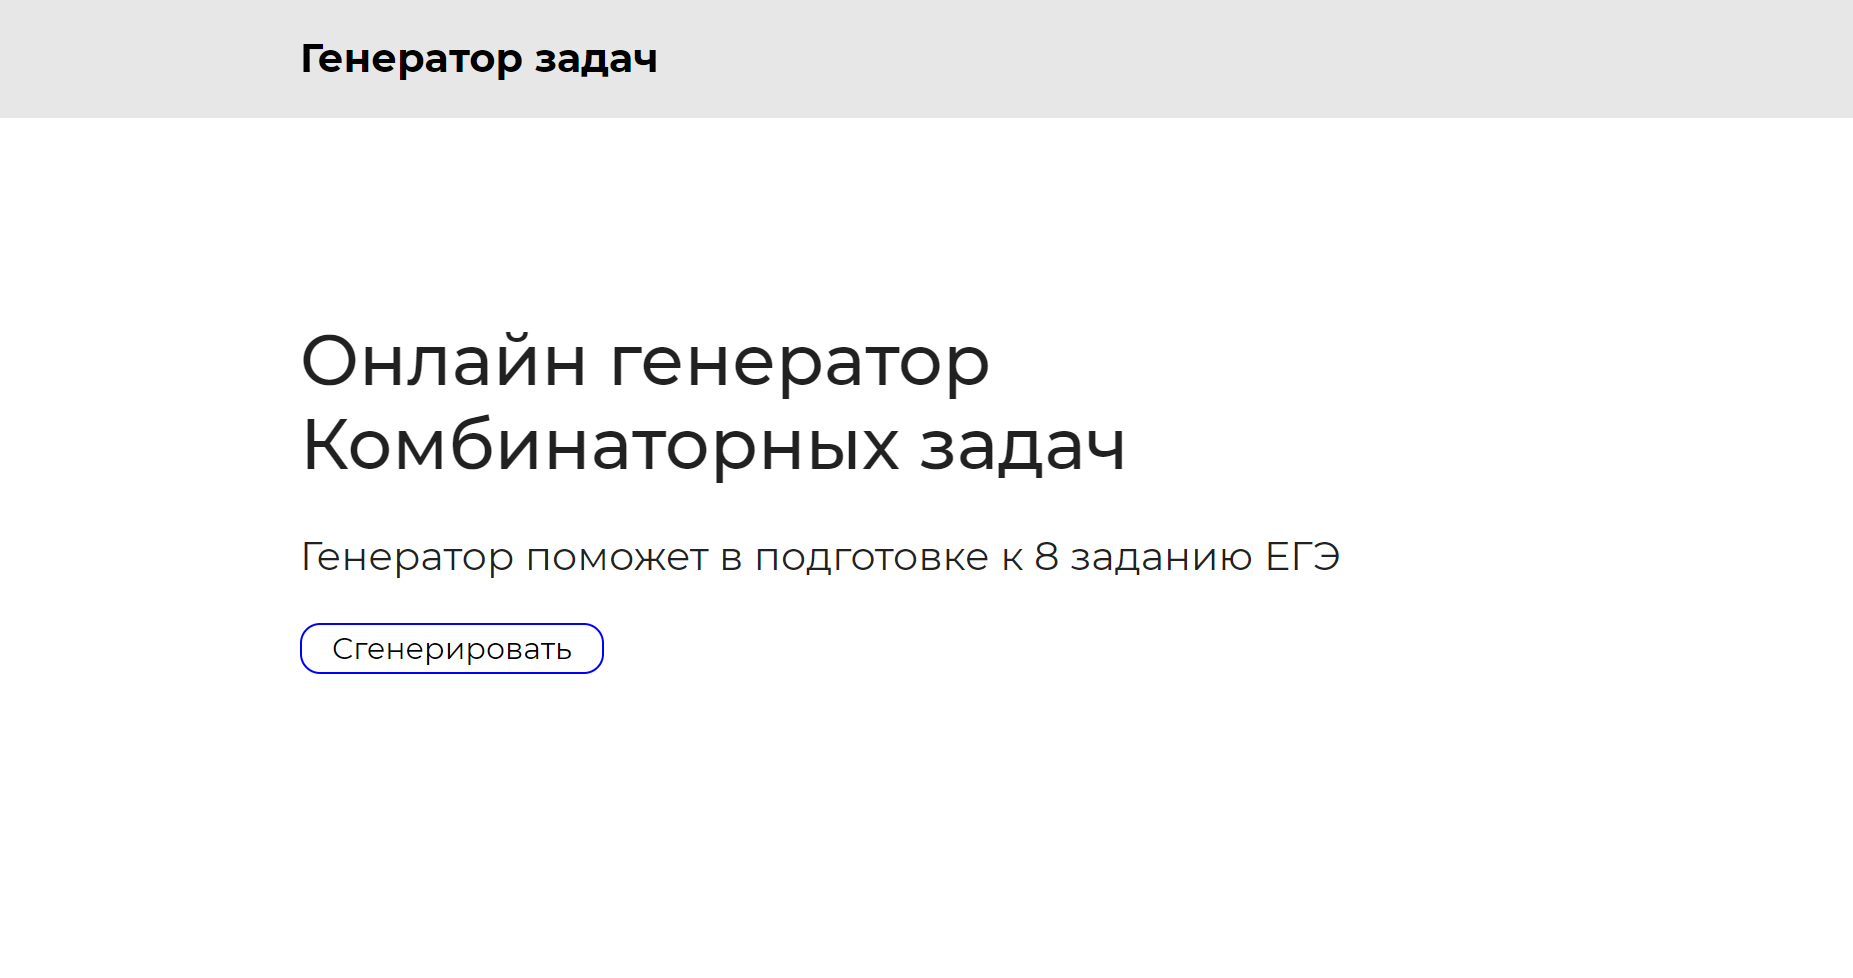 Генератор задач
Онлайн генератор
Комбинаторных задач
Генератор поможет в подготовке к 8 заданию ЕГЭ
Сгенерировать